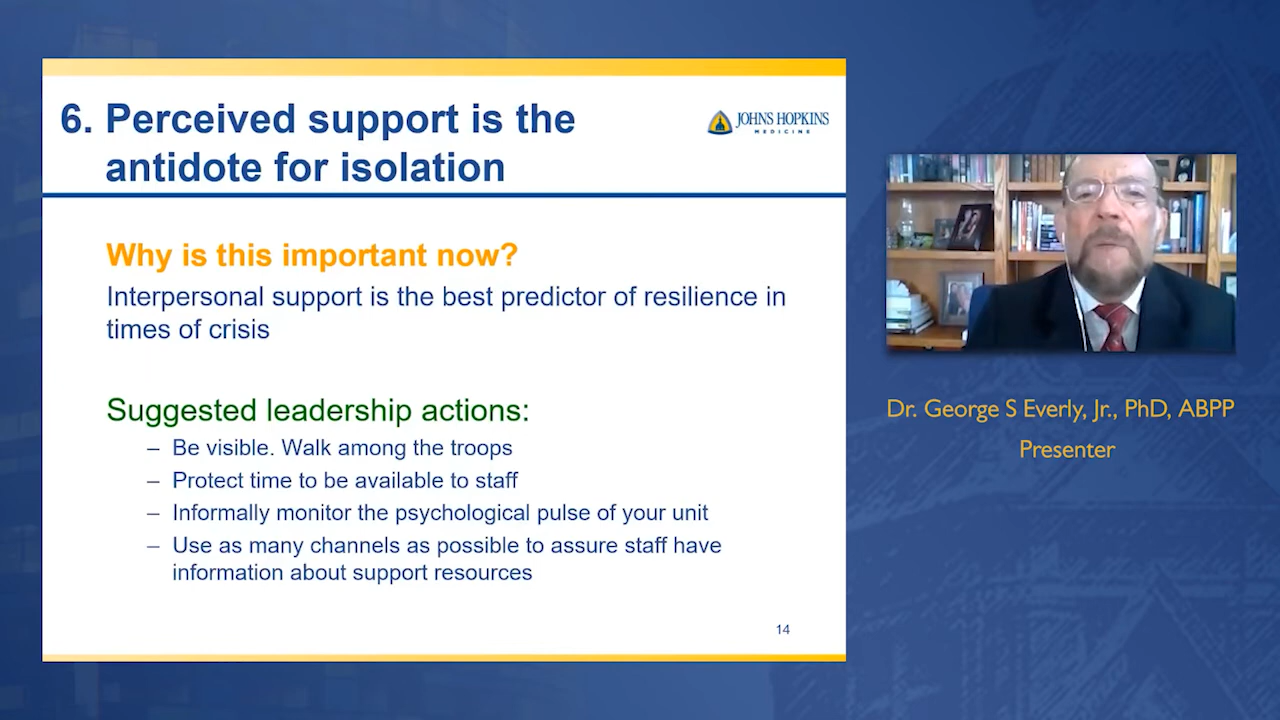 6. Perceived support is the
antidote for isolation
JOHNS HOPKINS
MEDICINE
Why is this important now?
Interpersonal support is the best predictor of resilience in
times of crisis
Suggested leadership actions:
– Be visible. Walk among the troops
– Protect time to be available to staff
– Informally monitor the psychological pulse of your unit
– Use as many channels as possible to assure staff have
information about support resources
14
Dr. George S Everly, Jr., PhD, ABPP
Presenter